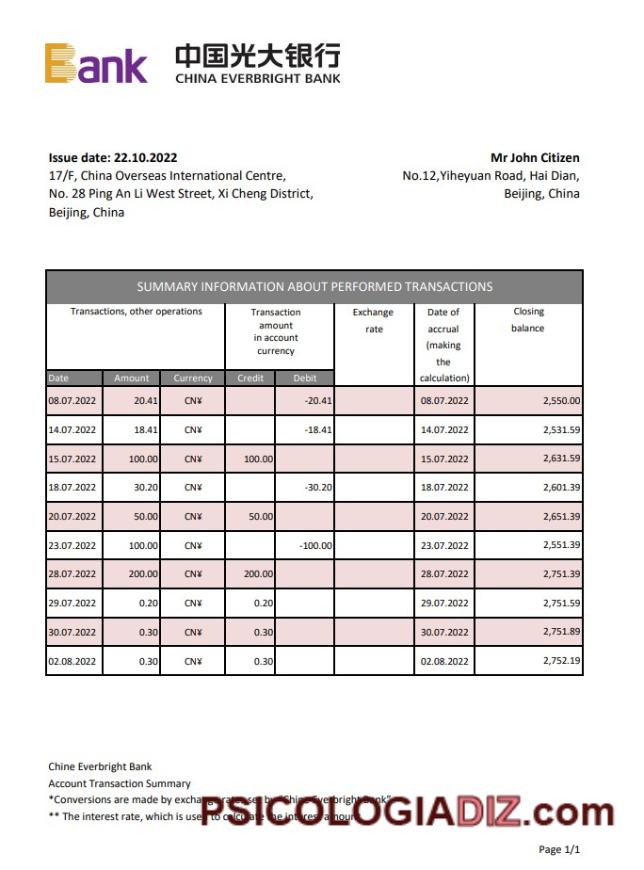 Bank
中国光大银行
CHINA EVERBRIGHT BANK
Issue date: 22.10.2022
17/F, China Overseas International Centre,
No. 28 Ping An Li West Street, Xi Cheng District,
Beijing, China
Mr John Citizen
No.12,Yiheyuan Road, Hai Dian,
Beijing, China
SUMMARY INFORMATION ABOUT PERFORMED TRANSACTIONS
Transactions, other operations
Transaction
amount
in account
currency
Exchange
rate
Date of
accrual
(making
the
calculation)
Closing
balance
Date Amount Currency Credit Debit
08.07.2022 20.41 CN¥ -20.41 08.07.2022 2,550.00
14.07.2022 18.41 CN¥ -18.41 14.07.2022 2,531.59
15.07.2022 100.00 CN¥ 100.00 15.07.2022 2,631.59
18.07.2022 30.20 CN¥ -30.20 18.07.2022 2,601.39
20.07.2022 50.00 CN¥ 50.00 20.07.2022 2,651.39
23.07.2022 100.00 CN¥ -100.00 23.07.2022 2,551.39
28.07.2022 200.00 CN¥ 200.00 28.07.2022 2,751.39
29.07.2022 0.20 CN¥ 0.20 29.07.2022 2,751.59
30.07.2022 0.30 CN¥ 0.30 30.07.2022 2,751.89
02.08.2022 0.30 CN¥ 0.30 02.08.2022 2,752.19
Chine Everbright Bank
Account Transaction Summary
*Conversions are made by exchange rates set by "Chine Everbright Bank"
** The interest rate, which is used to calculate the interest amount
PSICOLOGIADIZ.com
Page 1/1